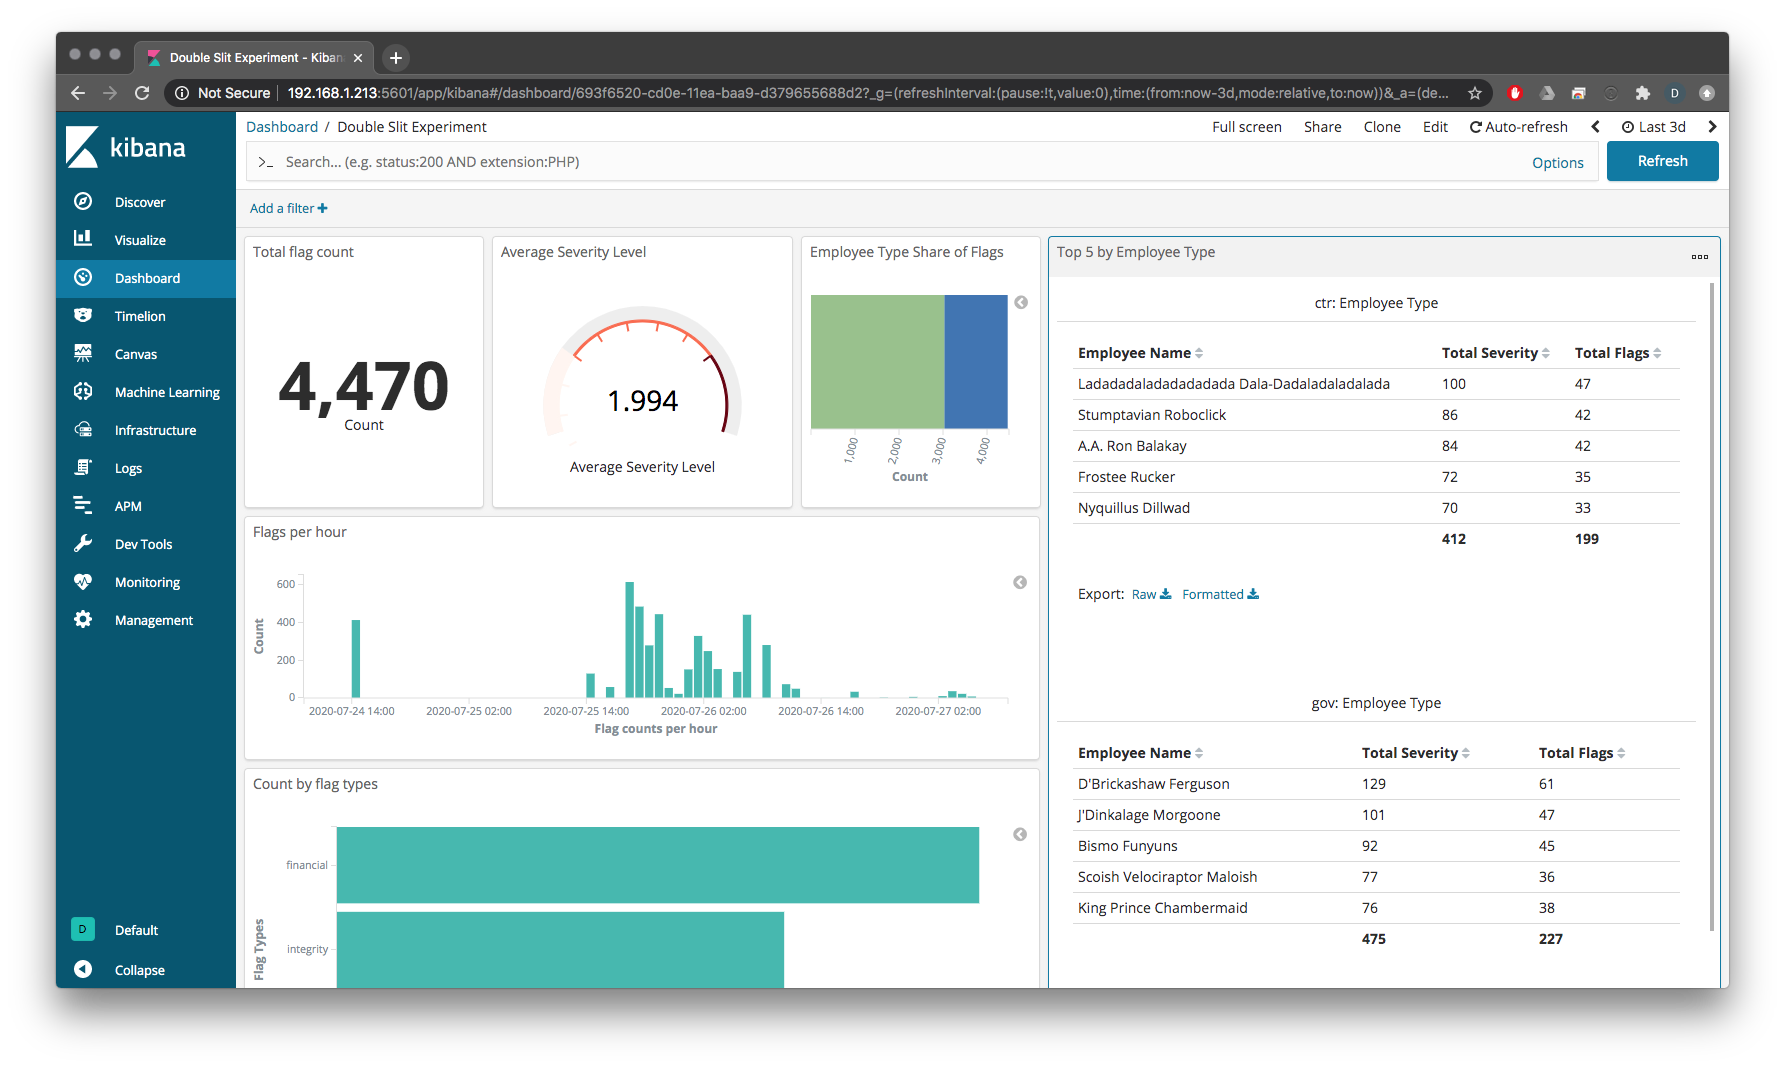 Double Slit Experiment - Kiban
Not Secure
192.168.1.213:5601/app/kibana#/dashboard/693f6520-cd0e-11ea-baa9-d379655688d2?_g=(refreshInterval:(pause:!t,value:0),time:(from:now-3d,mode:relative,to:now))&_a=(de...
D
kibana
Discover
Visualize
Dashboard
Timelion
Canvas
Machine Learning
Infrastructure
Logs
APM
Dev Tools
Monitoring
Management
D
Default
Collapse
Dashboard / Double Slit Experiment
Full screen Share Clone Edit Auto-refresh Last 3d
>_ Search... (e.g. status:200 AND extension:PHP)
Options
Refresh
Add a filter +
Total flag count
4,470
Count
Average Severity Level
1.994
Average Severity Level
Employee Type Share of Flags
1,000 2,000 3,000 4,000
Count
Flags per hour
Count
600
400
200
0
2020-07-24 14:00 2020-07-25 02:00 2020-07-25 14:00 2020-07-26 02:00 2020-07-26 14:00 2020-07-27 02:00
Flag counts per hour
Count by flag types
Flag Types
financial
integrity
Top 5 by Employee Type
ctr: Employee Type
Employee Name Total Severity Total Flags
Ladadadaladadadadada Dala-Dadaladaladalada 100 47
Stumptavian Roboclick 86 42
A.A. Ron Balakay 84 42
Frostee Rucker 72 35
Nyquillus Dillwad 70 33
412 199
Export: Raw Formatted
gov: Employee Type
Employee Name Total Severity Total Flags
D'Brickashaw Ferguson 129 61
J'Dinkalage Morgoone 101 47
Bismo Funyuns 92 45
Scoish Velociraptor Maloish 77 36
King Prince Chambermaid 76 38
475 227